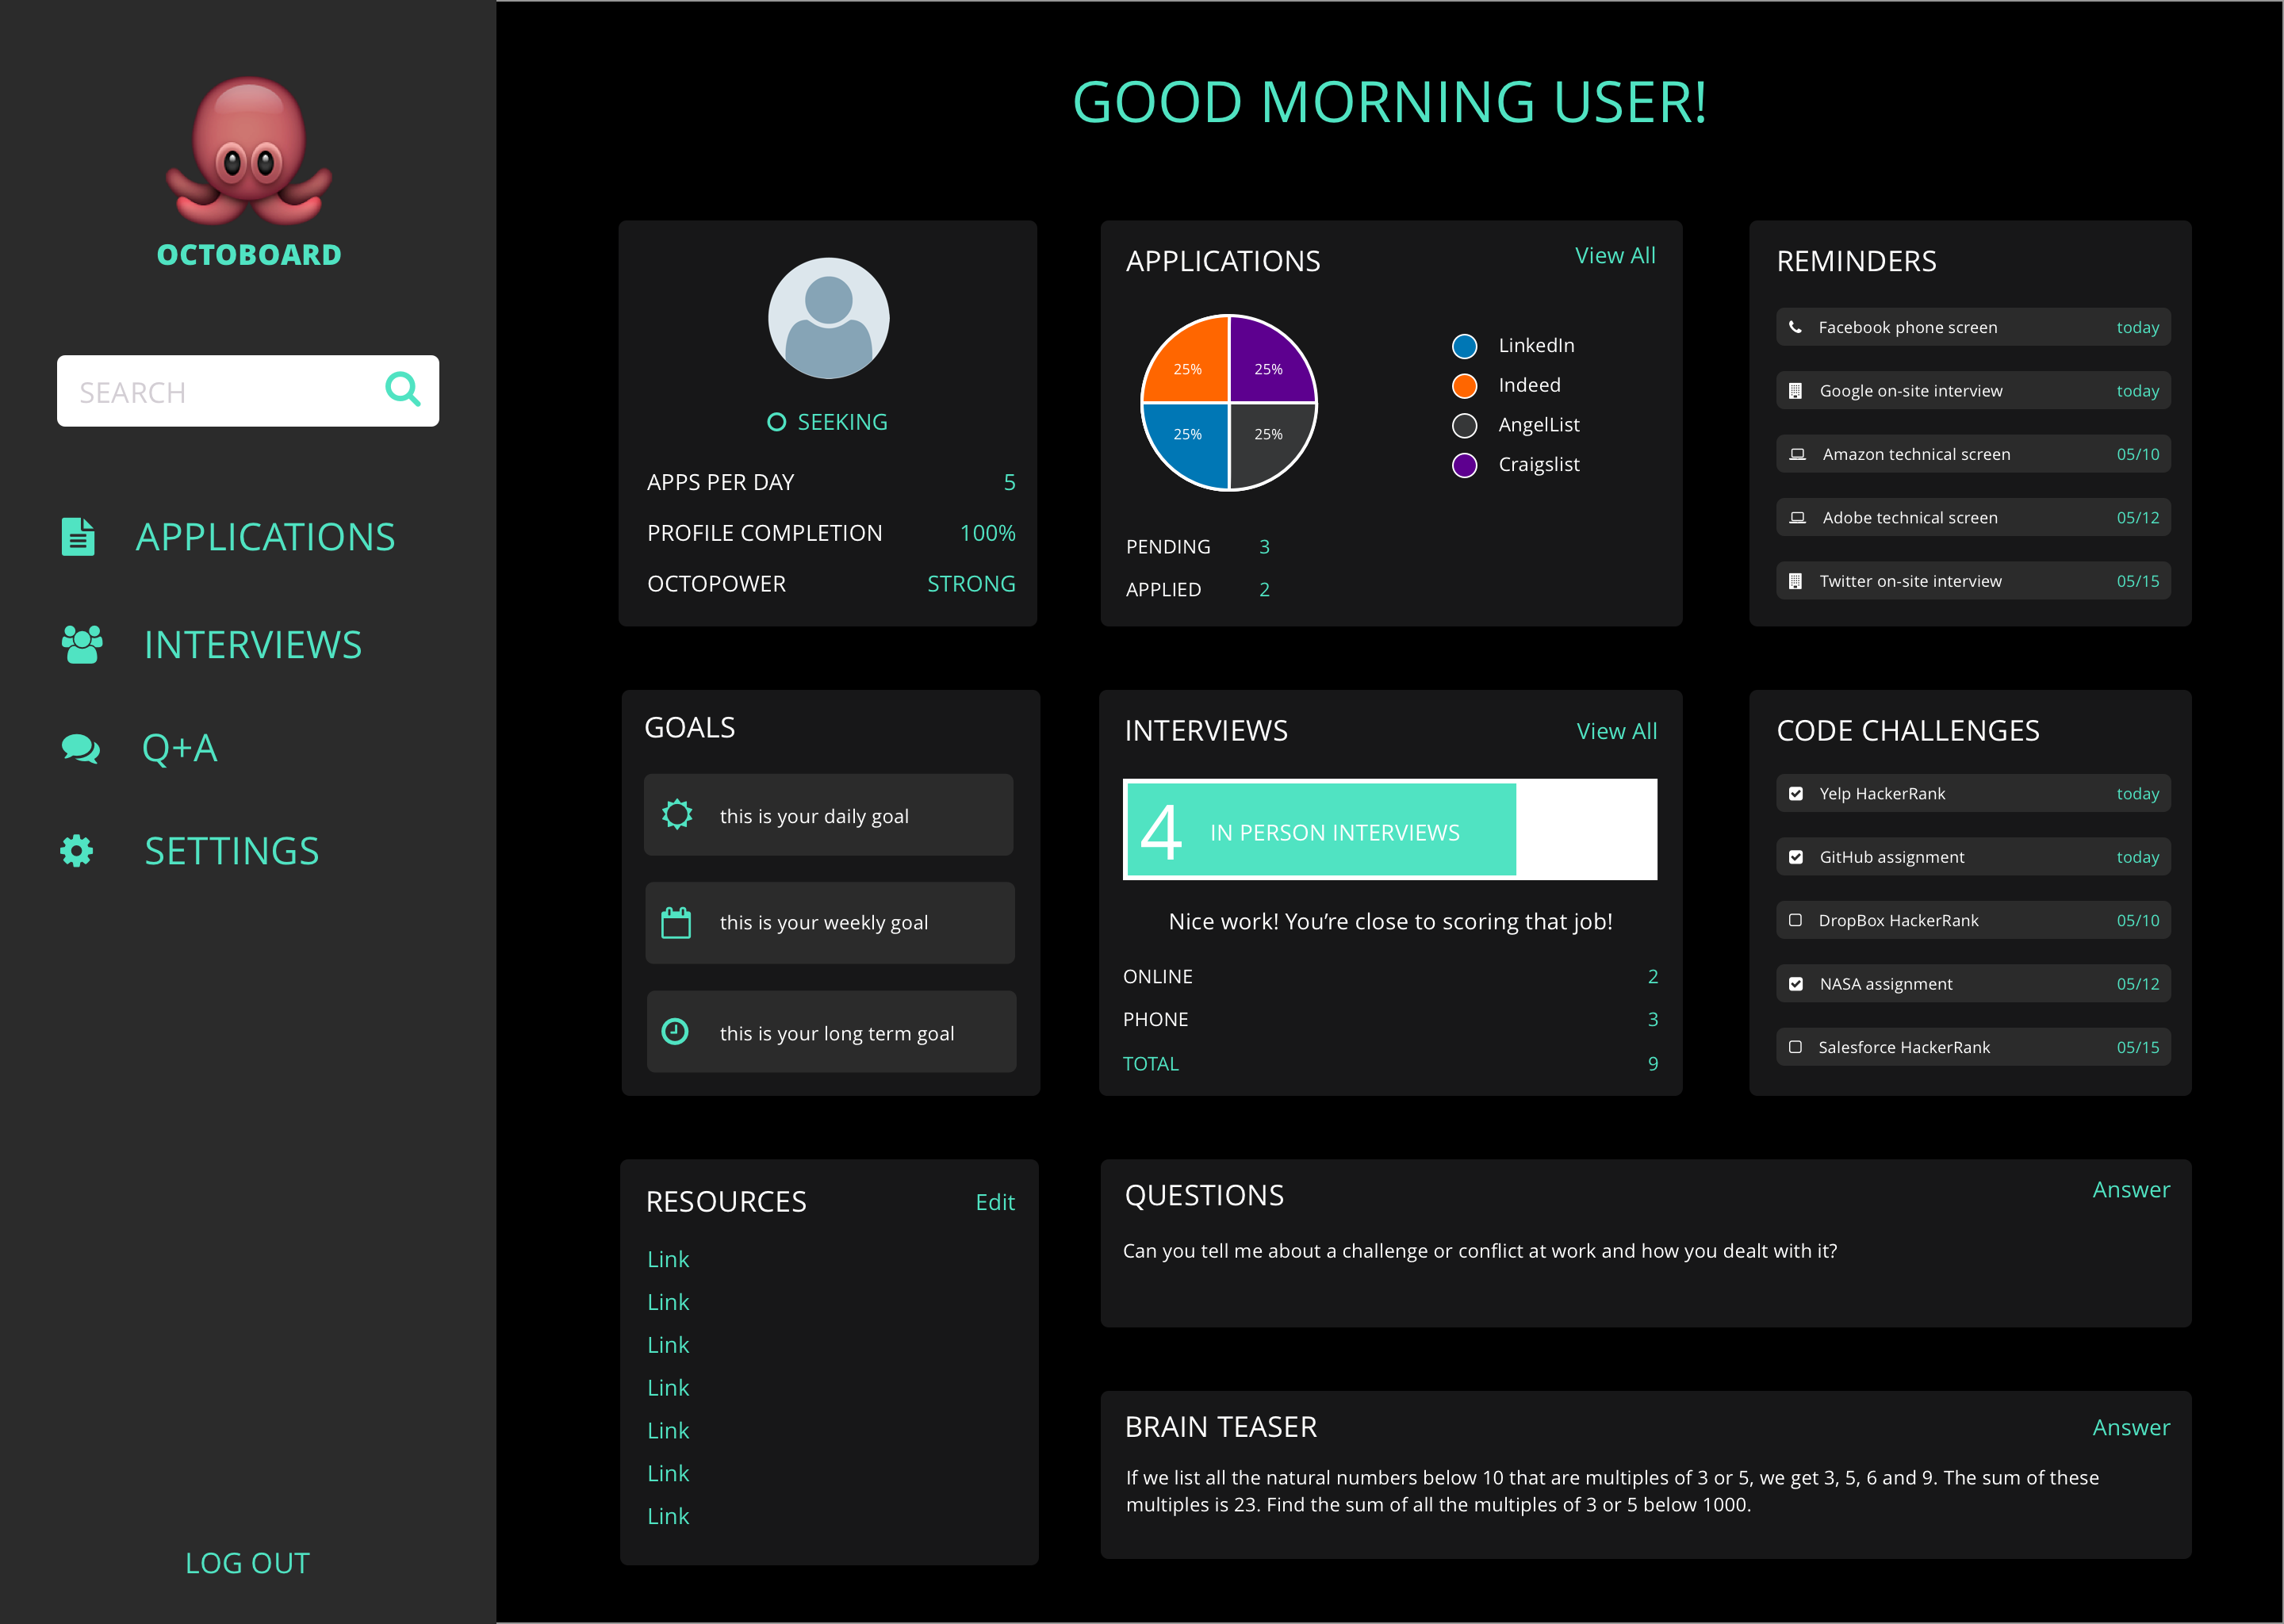 OCTOBOARD
SEARCH
APPLICATIONS
INTERVIEWS
Q+A
SETTINGS
LOG OUT
GOOD MORNING USER!
SEEKING
APPS PER DAY 5
PROFILE COMPLETION 100%
OCTOPOWER STRONG
APPLICATIONS View All
25% 25%
25% 25%
LinkedIn
Indeed
AngelList
Craigslist
PENDING 3
APPLIED 2
REMINDERS
Facebook phone screen today
Google on-site interview today
Amazon technical screen 05/10
Adobe technical screen 05/12
Twitter on-site interview 05/15
GOALS
this is your daily goal
this is your weekly goal
this is your long term goal
INTERVIEWS View All
4 IN PERSON INTERVIEWS
Nice work! You’re close to scoring that job!
ONLINE 2
PHONE 3
TOTAL 9
CODE CHALLENGES
Yelp HackerRank today
GitHub assignment today
DropBox HackerRank 05/10
NASA assignment 05/12
Salesforce HackerRank 05/15
RESOURCES Edit
Link
Link
Link
Link
Link
Link
Link
QUESTIONS Answer
Can you tell me about a challenge or conflict at work and how you dealt with it?
BRAIN TEASER Answer
If we list all the natural numbers below 10 that are multiples of 3 or 5, we get 3, 5, 6 and 9. The sum of these
multiples is 23. Find the sum of all the multiples of 3 or 5 below 1000.